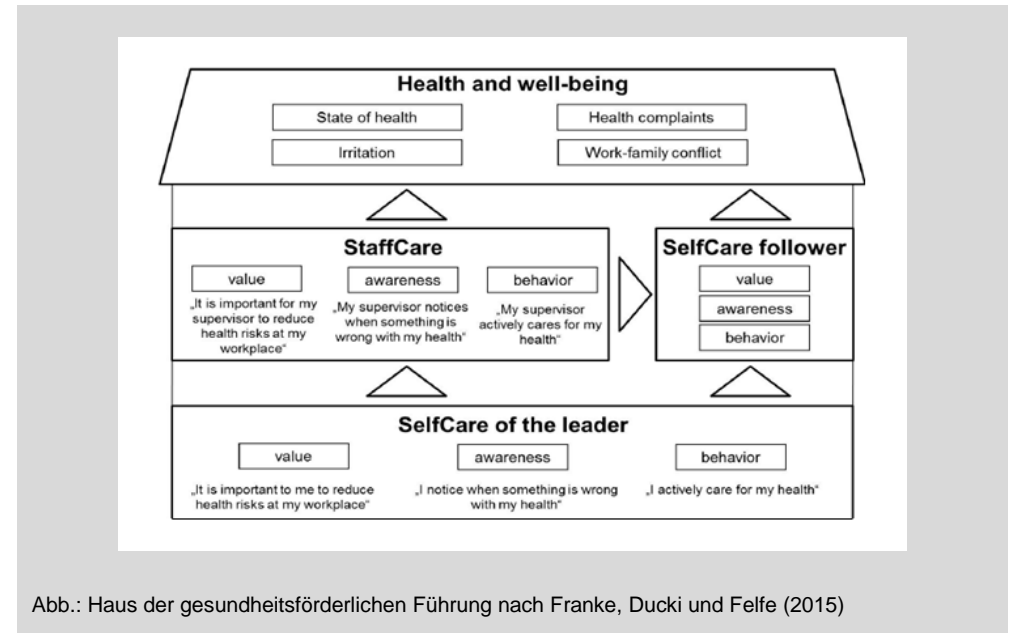 Health and well-being
State of health
Health complaints
Irritation
Work-family conflict
StaffCare
value
awareness
behavior
„It is important for my
supervisor to reduce
health risks at my
workplace“
„My supervisor notices
when something is
wrong with my health“
„My supervisor
actively cares for my
health“
SelfCare follower
value
awareness
behavior
SelfCare of the leader
value
awareness
behavior
„It is important to me to reduce
health risks at my workplace“
„I notice when something is wrong
with my health“
„I actively care for my health“
Abb.: Haus der gesundheitsförderlichen Führung nach Franke, Ducki und Felfe (2015)